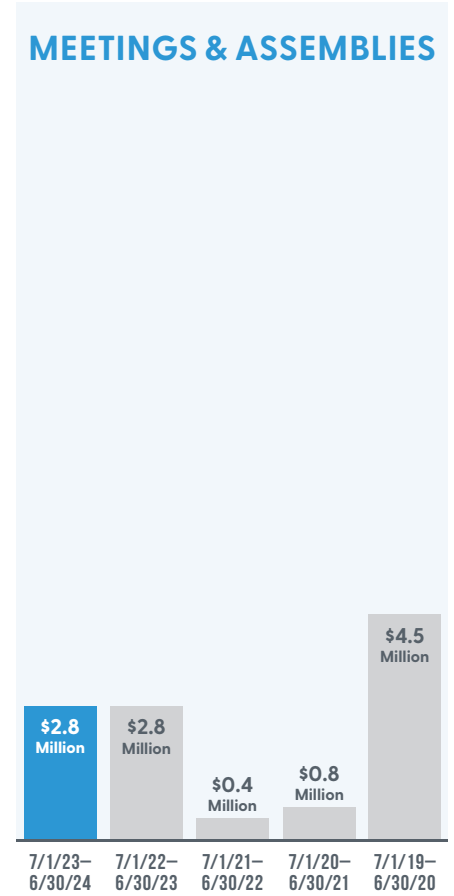 MEETINGS & ASSEMBLIES
$4.5
Million
$2.8
Million
$2.8
Million
$0.4
Million
$0.8
Million
7/1/23–
6/30/24
7/1/22–
6/30/23
7/1/21–
6/30/22
7/1/20–
6/30/21
7/1/19–
6/30/20